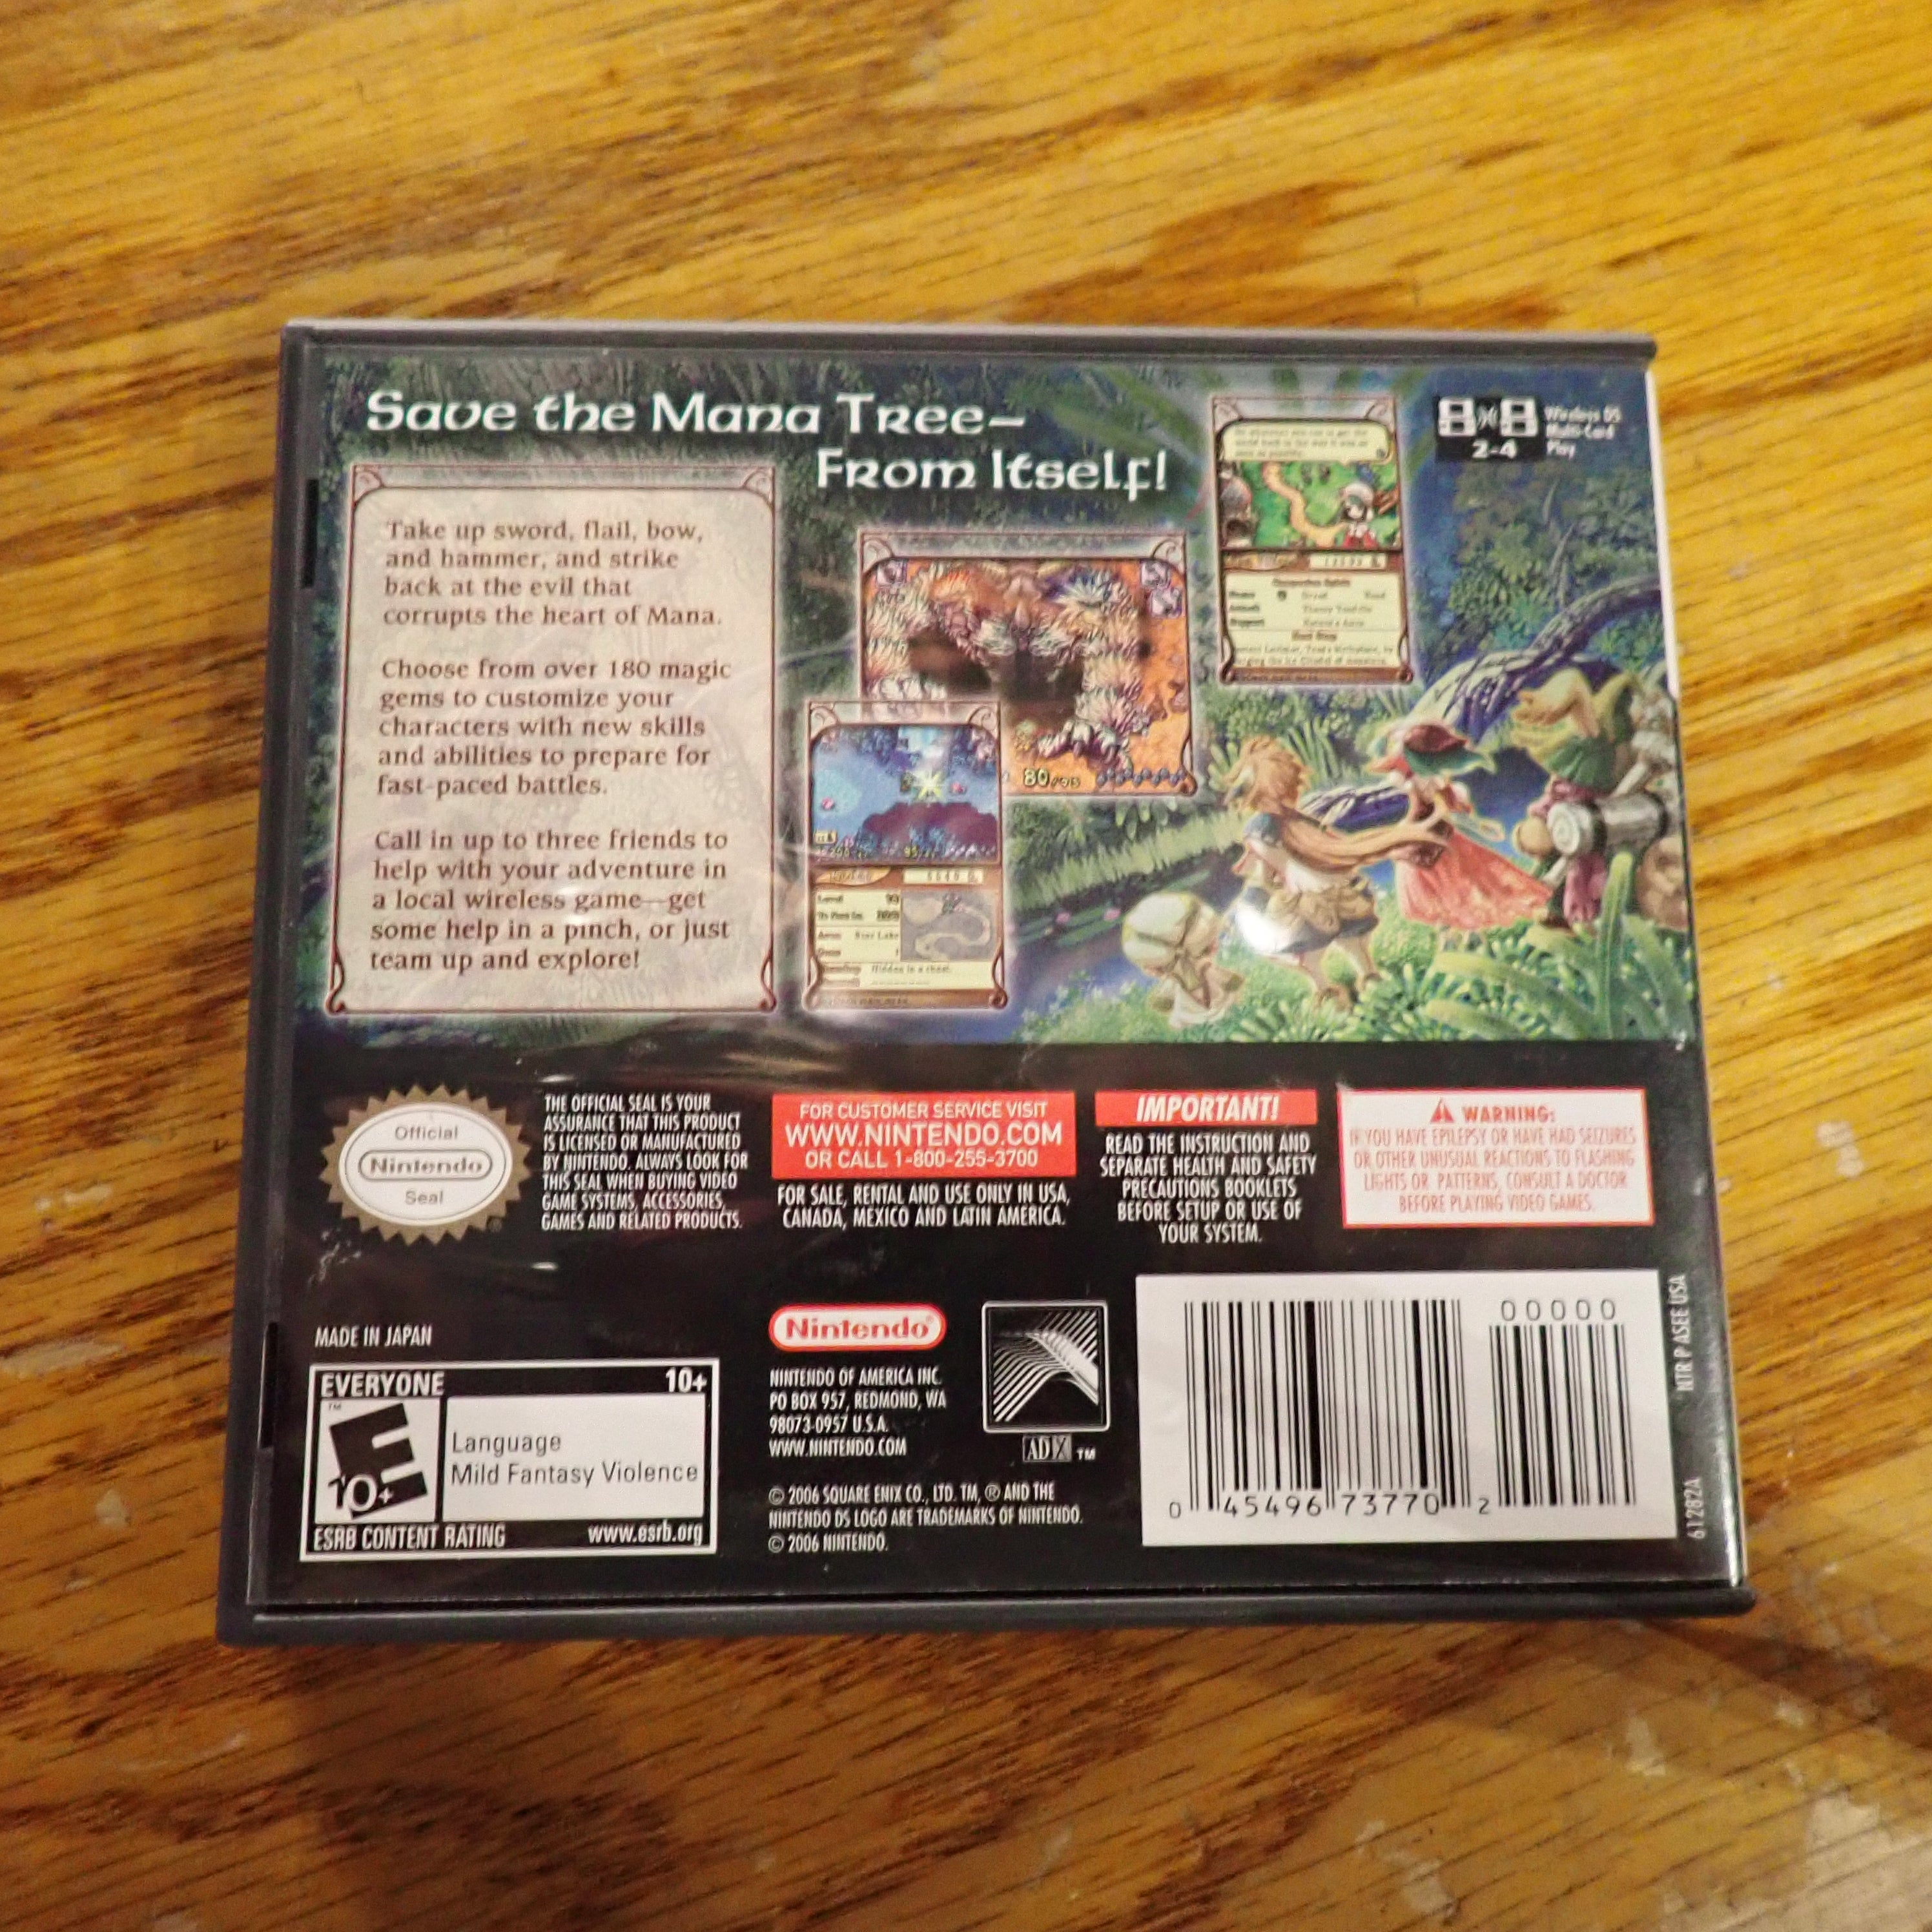 Save the Mana Tree–
From Itself!
Wireless DS
Multi-Card
Play
2-4
Take up sword, flail, bow,
and hammer, and strike
back at the evil that
corrupts the heart of Mana.
Choose from over 180 magic
gems to customize your
characters with new skills
and abilities to prepare for
fast-paced battles.
Call in up to three friends to
help with your adventure in
a local wireless game—get
some help in a pinch, or just
team up and explore!
80
Level
Hidden in a chest.
Official
Nintendo
Seal
THE OFFICIAL SEAL IS YOUR
ASSURANCE THAT THIS PRODUCT
IS LICENSED OR MANUFACTURED
BY NINTENDO. ALWAYS LOOK FOR
THIS SEAL WHEN BUYING VIDEO
GAME SYSTEMS, ACCESSORIES,
GAMES AND RELATED PRODUCTS.
FOR CUSTOMER SERVICE VISIT
WWW.NINTENDO.COM
OR CALL 1-800-255-3700
FOR SALE, RENTAL AND USE ONLY IN USA,
CANADA, MEXICO AND LATIN AMERICA.
IMPORTANT!
READ THE INSTRUCTION AND
SEPARATE HEALTH AND SAFETY
PRECAUTIONS BOOKLETS
BEFORE SETUP OR USE OF
YOUR SYSTEM.
WARNING:
IF YOU HAVE EPILEPSY OR HAVE HAD SEIZURES
OR OTHER UNUSUAL REACTIONS TO FLASHING
LIGHTS OR PATTERNS, CONSULT A DOCTOR
BEFORE PLAYING VIDEO GAMES.
MADE IN JAPAN
EVERYONE 10+
TM
E
10+
Language
Mild Fantasy Violence
ESRB CONTENT RATING www.esrb.org
Nintendo®
NINTENDO OF AMERICA INC.
PO BOX 957, REDMOND, WA
98073-0957 U.S.A.
WWW.NINTENDO.COM
ADX TM
© 2006 SQUARE ENIX CO., LTD. TM, ® AND THE
NINTENDO DS LOGO ARE TRADEMARKS OF NINTENDO.
© 2006 NINTENDO.
00000
0 45496 73770 2
NTR P ASEE USA
61282A